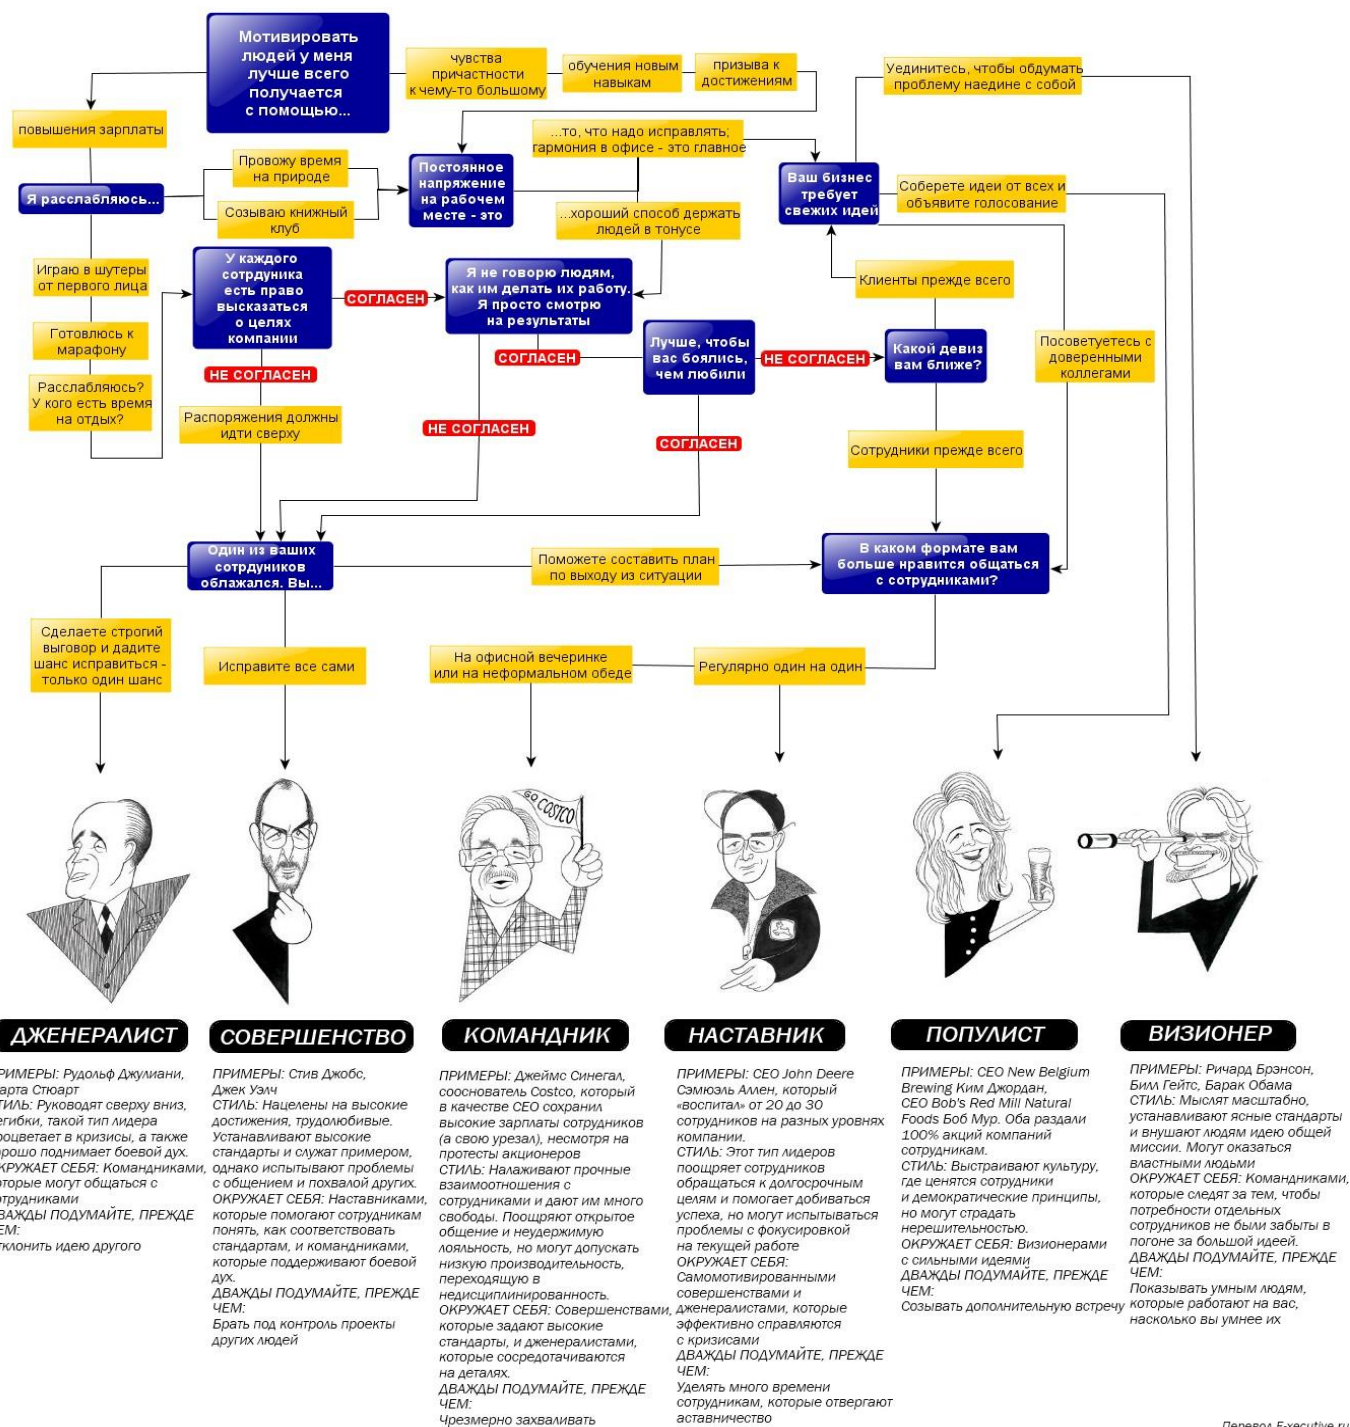 Мотивировать
людей у меня
лучше всего
получается
с помощью...
чувства
причастности
к чему-то большому
обучения новым
навыкам
призыва к
достижениям
Уединитесь, чтобы обдумать
проблему наедине с собой
повышения зарплаты
...то, что надо исправлять;
гармония в офисе - это главное
Провожу время
на природе
Постоянное
напряжение
на рабочем
месте - это
Ваш бизнес
требует
свежих идей
Соберете идеи от всех и
объявите голосование
Я расслабляюсь...
Созываю книжный
клуб
...хороший способ держать
людей в тонусе
У каждого
сотрдуника
есть право
высказаться
о целях
компании
СОГЛАСЕН
Я не говорю людям,
как им делать их работу.
Я просто смотрю
на результаты
Клиенты прежде всего
Играю в шутеры
от первого лица
Готовлюсь к
марафону
Расслабляюсь?
У кого есть время
на отдых?
НЕ СОГЛАСЕН
СОГЛАСЕН
Лучше, чтобы
вас боялись,
чем любили
НЕ СОГЛАСЕН
Какой девиз
вам ближе?
Посоветуетесь с
доверенными
коллегами
Распоряжения должны
идти сверху
НЕ СОГЛАСЕН
СОГЛАСЕН
Сотрудники прежде всего
Один из ваших
сотрдуников
облажался. Вы...
Поможете составить план
по выходу из ситуации
В каком формате вам
больше нравится общаться
с сотрудниками?
Сделаете строгий
выговор и дадите
шанс исправиться -
только один шанс
Исправите все сами
На офисной вечеринке
или на неформальном обеде
Регулярно один на один
GO COSTCO
ДЖЕНЕРАЛИСТ
РИМЕРЫ: Рудольф Джулиани,
арта Стюарт
ТИЛЬ: Руководят сверху вниз,
егибки, такой тип лидера
роцветает в кризисы, а также
орошо поднимает боевой дух.
КРУЖАЕТ СЕБЯ: Командниками,
оторые могут общаться с
отрудниками
ВАЖДЫ ПОДУМАЙТЕ, ПРЕЖДЕ
ЕМ:
тклонить идею другого
СОВЕРШЕНСТВО
ПРИМЕРЫ: Стив Джобс,
Джек Уэлч
СТИЛЬ: Нацелены на высокие
достижения, трудолюбивые.
Устанавливают высокие
стандарты и служат примером,
однако испытывают проблемы
с общением и похвалой других.
ОКРУЖАЕТ СЕБЯ: Наставниками,
которые помогают сотрудникам
понять, как соответствовать
стандартам, и командниками,
которые поддерживают боевой
дух.
ДВАЖДЫ ПОДУМАЙТЕ, ПРЕЖДЕ
ЧЕМ:
Брать под контроль проекты
других людей
КОМАНДНИК
ПРИМЕРЫ: Джеймс Синегал,
сооснователь Costco, который
в качестве CEO сохранил
высокие зарплаты сотрудников
(а свою урезал), несмотря на
протесты акционеров
СТИЛЬ: Налаживают прочные
взаимоотношения с
сотрудниками и дают им много
свободы. Поощряют открытое
общение и неудержимую
лояльность, но могут допускать
низкую производительность,
переходящую в
недисциплинированность.
ОКРУЖАЕТ СЕБЯ: Совершенствами,
которые задают высокие
стандарты, и дженералистами,
которые сосредотачиваются
на деталях.
ДВАЖДЫ ПОДУМАЙТЕ, ПРЕЖДЕ
ЧЕМ:
Чрезмерно захваливать
НАСТАВНИК
ПРИМЕРЫ: CEO John Deere
Сэмюэль Аллен, который
«воспитал» от 20 до 30
сотрудников на разных уровнях
компании.
СТИЛЬ: Этот тип лидеров
поощряет сотрудников
обращаться к долгосрочным
целям и помогает добиваться
успеха, но могут испытываться
проблемы с фокусировкой
на текущей работе
ОКРУЖАЕТ СЕБЯ:
Самомотивированными
совершенствами и
дженералистами, которые
эффективно справляются
с кризисами
ДВАЖДЫ ПОДУМАЙТЕ, ПРЕЖДЕ
ЧЕМ:
Уделять много времени
сотрудникам, которые отвергают
аставничество
ПОПУЛИСТ
ПРИМЕРЫ: CEO New Belgium
Brewing Ким Джордан,
CEO Bob's Red Mill Natural
Foods Боб Мур. Оба раздали
100% акций компаний
сотрудникам.
СТИЛЬ: Выстраивают культуру,
где ценятся сотрудники
и демократические принципы,
но могут страдать
нерешительностью.
ОКРУЖАЕТ СЕБЯ: Визионерами
с сильными идеями
ДВАЖДЫ ПОДУМАЙТЕ, ПРЕЖДЕ
ЧЕМ:
Созывать дополнительную встречу
ВИЗИОНЕР
ПРИМЕРЫ: Ричард Брэнсон,
Билл Гейтс, Барак Обама
СТИЛЬ: Мыслят масштабно,
устанавливают ясные стандарты
и внушают людям идею общей
миссии. Могут оказаться
властными людьми
ОКРУЖАЕТ СЕБЯ: Командниками,
которые следят за тем, чтобы
потребности отдельных
сотрудников не были забыты в
погоне за большой идеей.
ДВАЖДЫ ПОДУМАЙТЕ, ПРЕЖДЕ
ЧЕМ:
Показывать умным людям,
которые работают на вас,
насколько вы умнее их
Перевод E-xecutive.ru